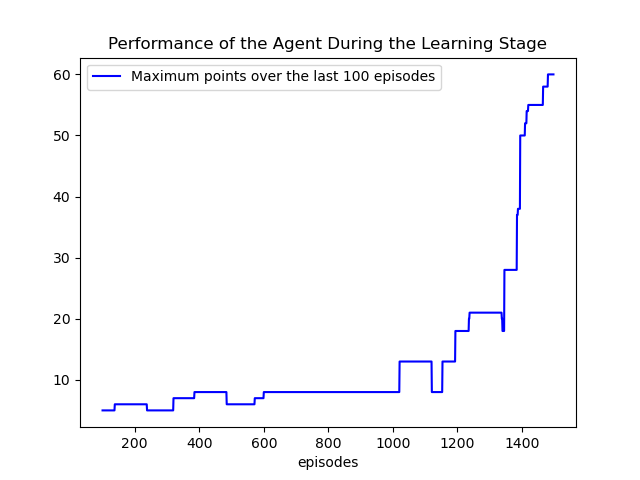 Performance of the Agent During the Learning Stage
Maximum points over the last 100 episodes
60
50
40
30
20
10
200 400 600 800 1000 1200 1400
episodes